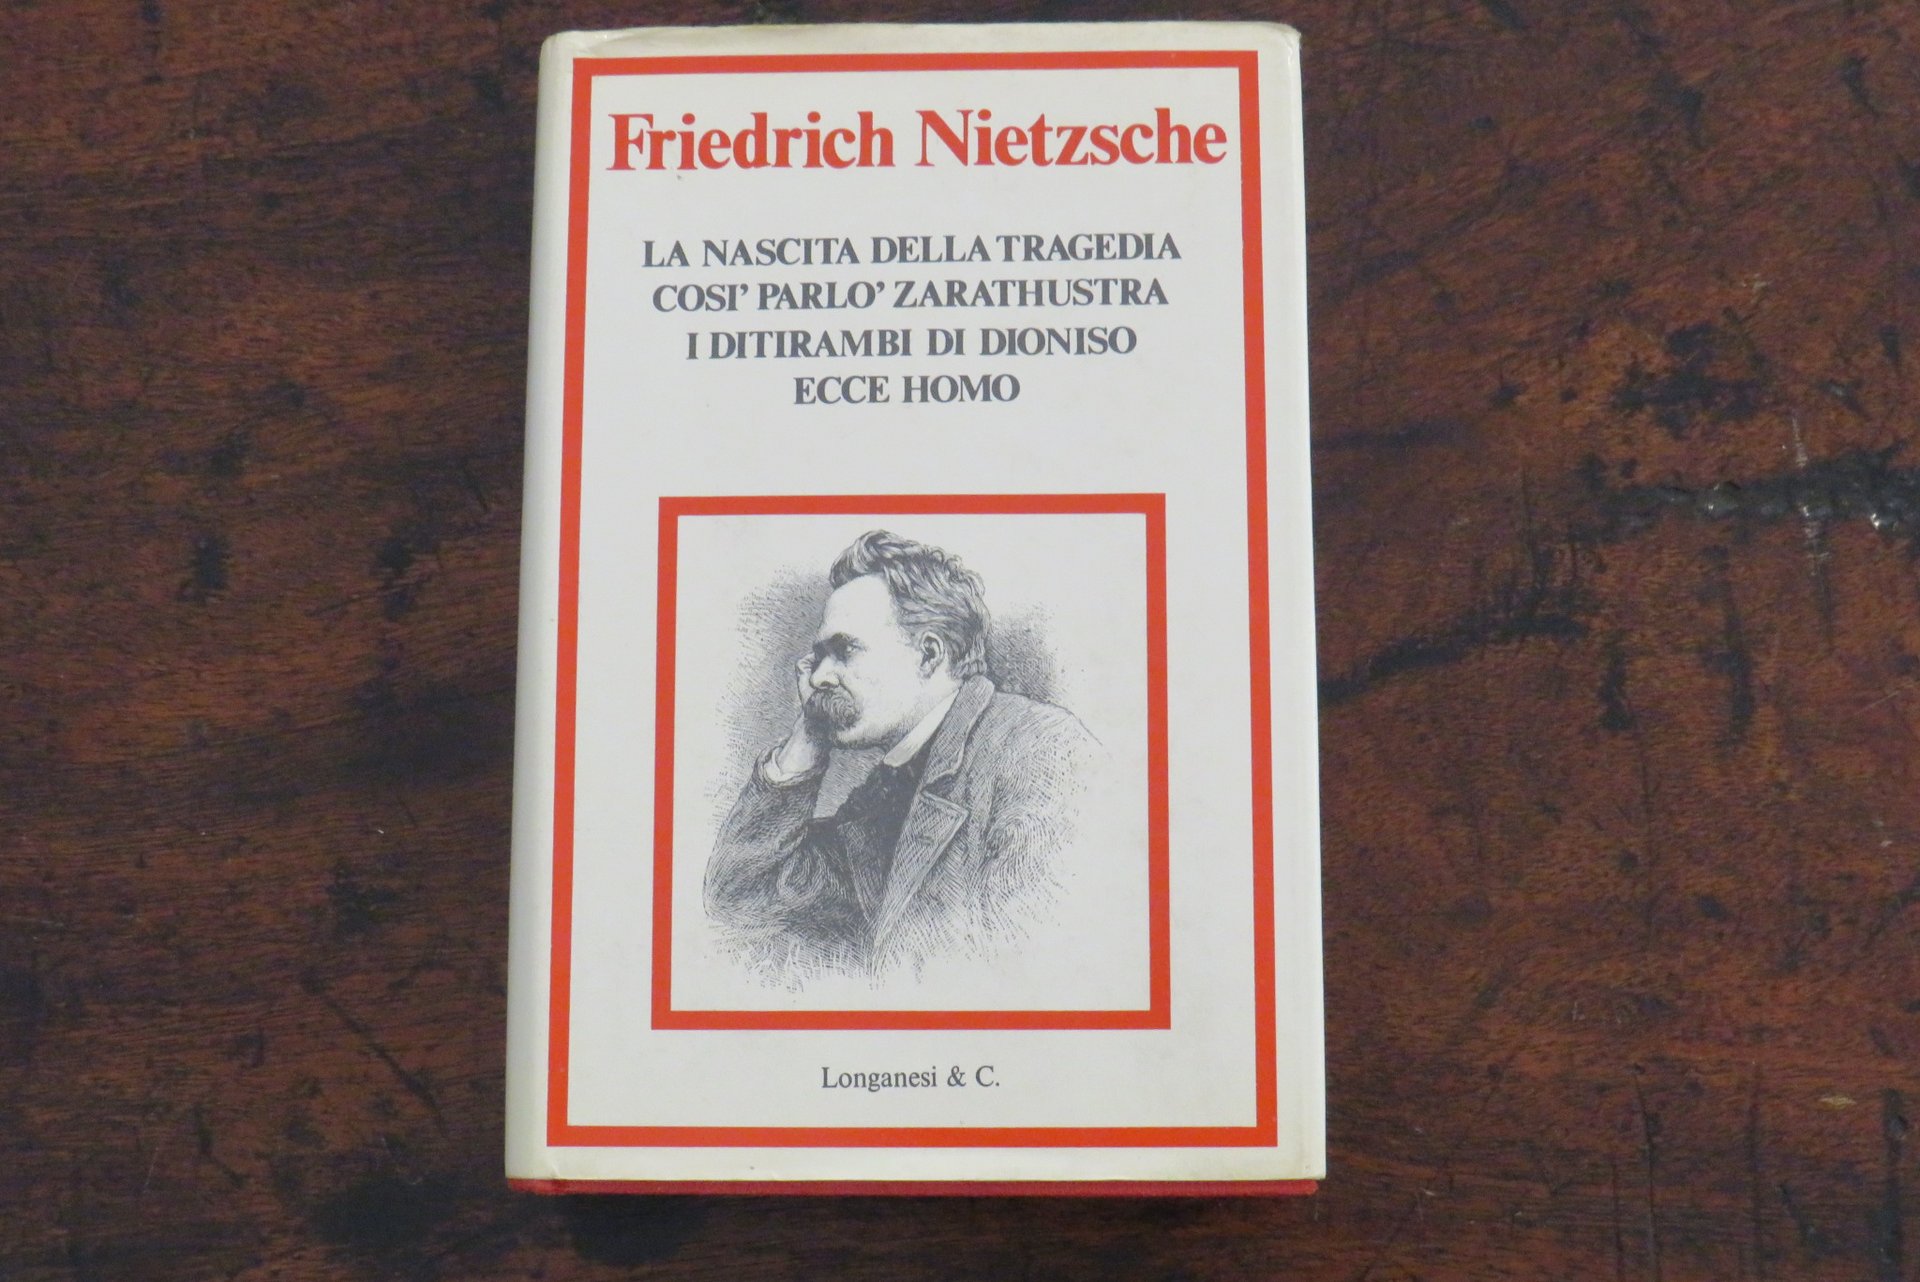 Friedrich Nietzsche
LA NASCITA DELLA TRAGEDIA
COSI' PARLO' ZARATHUSTRA
I DITIRAMBI DI DIONISO
ECCE HOMO
Longanesi & C.